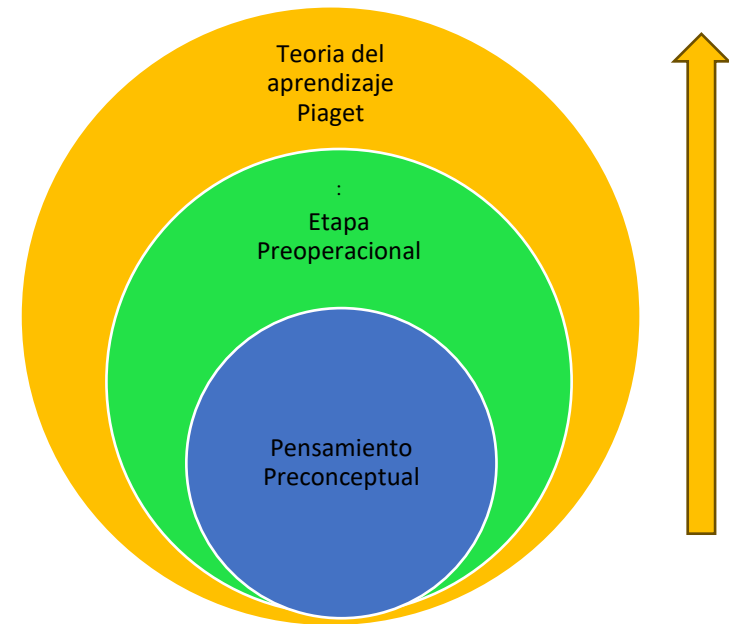 Teoria del
aprendizaje
Piaget
:
Etapa
Preoperacional
Pensamiento
Preconceptual